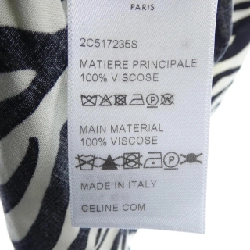 PARIS
2C517236S
MATIERE PRINCIPALE
100% VISCOSE
MAIN MATERIAL
100% VISCOSE
MADE IN ITALY
CELINE.COM